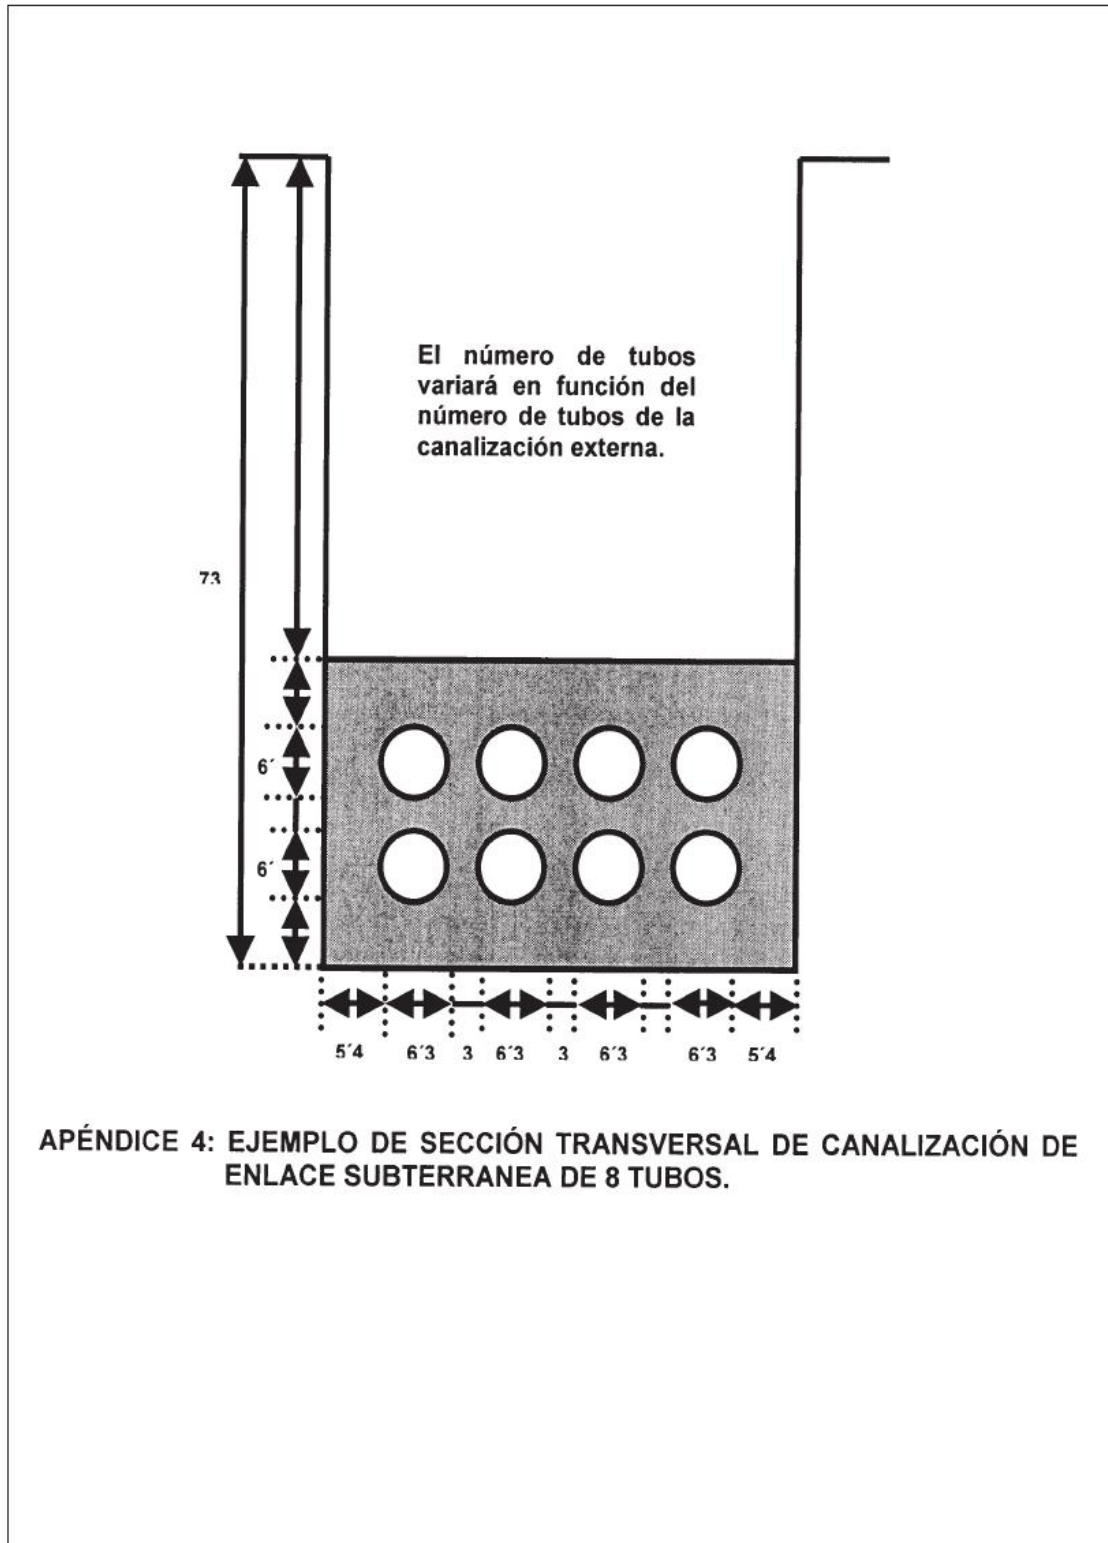 El número de tubos
variará en función del
número de tubos de la
canalización externa.
73
6´
6´
5´4 6´3 3 6´3 3 6´3 6´3 5´4
APÉNDICE 4: EJEMPLO DE SECCIÓN TRANSVERSAL DE CANALIZACIÓN DE
ENLACE SUBTERRANEA DE 8 TUBOS.